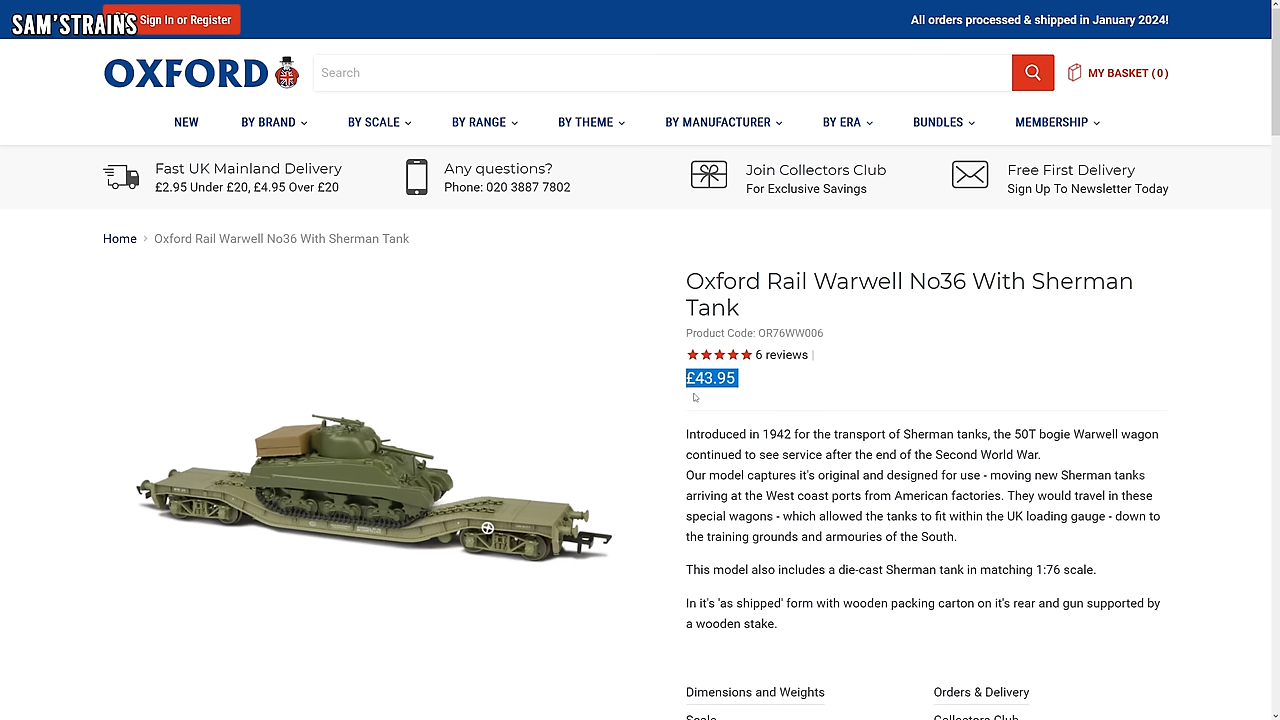 SAM'STRAINS
Sign In or Register
All orders processed & shipped in January 2024!
OXFORD
Search
MY BASKET (0)
NEW
BY BRAND
BY SCALE
BY RANGE
BY THEME
BY MANUFACTURER
BY ERA
BUNDLES
MEMBERSHIP
Fast UK Mainland Delivery
£2.95 Under £20, £4.95 Over £20
Any questions?
Phone: 020 3887 7802
Join Collectors Club
For Exclusive Savings
Free First Delivery
Sign Up To Newsletter Today
Home › Oxford Rail Warwell No36 With Sherman Tank
Oxford Rail Warwell No36 With Sherman
Tank
Product Code: OR76WW006
6 reviews |
£43.95
Introduced in 1942 for the transport of Sherman tanks, the 50T bogie Warwell wagon
continued to see service after the end of the Second World War.
Our model captures it's original and designed for use - moving new Sherman tanks
arriving at the West coast ports from American factories. They would travel in these
special wagons - which allowed the tanks to fit within the UK loading gauge - down to
the training grounds and armouries of the South.
This model also includes a die-cast Sherman tank in matching 1:76 scale.
In it's 'as shipped' form with wooden packing carton on it's rear and gun supported by
a wooden stake.
Dimensions and Weights
Orders & Delivery
Scale
Collectors Club